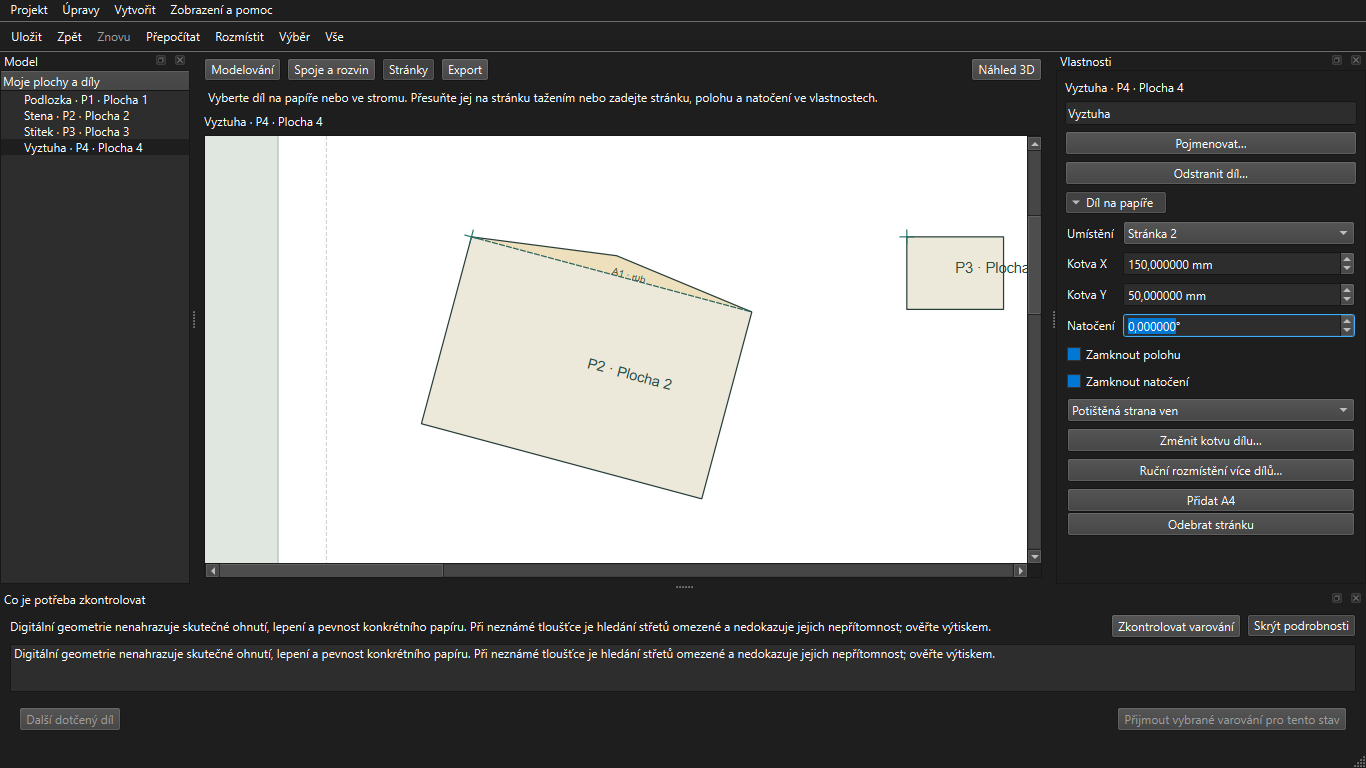 Projekt Úpravy Vytvořit Zobrazení a pomoc
Uložit Zpět Znovu Přepočítat Rozmístit Výběr Vše
Model
Moje plochy a díly
Podlozka · P1 · Plocha 1
Stena · P2 · Plocha 2
Stitek · P3 · Plocha 3
Vyztuha · P4 · Plocha 4
Modelování Spoje a rozvin Stránky Export Náhled 3D
Vyberte díl na papíře nebo ve stromu. Přesuňte jej na stránku tažením nebo zadejte stránku, polohu a natočení ve vlastnostech.
Vyztuha · P4 · Plocha 4
A1 · rub
P2 · Plocha 2
P3 · Plocha
Vlastnosti
Vyztuha · P4 · Plocha 4
Vyztuha
Pojmenovat...
Odstranit díl...
Díl na papíře
Umístění Stránka 2
Kotva X 150,000000 mm
Kotva Y 50,000000 mm
Natočení 0,000000°
Zamknout polohu
Zamknout natočení
Potištěná strana ven
Změnit kotvu dílu...
Ruční rozmístění více dílů...
Přidat A4
Odebrat stránku
Co je potřeba zkontrolovat
Digitální geometrie nenahrazuje skutečné ohnutí, lepení a pevnost konkrétního papíru. Při neznámé tloušťce je hledání střetů omezené a nedokazuje jejich nepřítomnost; ověřte výtiskem.
Zkontrolovat varování Skrýt podrobnosti
Digitální geometrie nenahrazuje skutečné ohnutí, lepení a pevnost konkrétního papíru. Při neznámé tloušťce je hledání střetů omezené a nedokazuje jejich nepřítomnost; ověřte výtiskem.
Další dotčený díl Přijmout vybrané varování pro tento stav